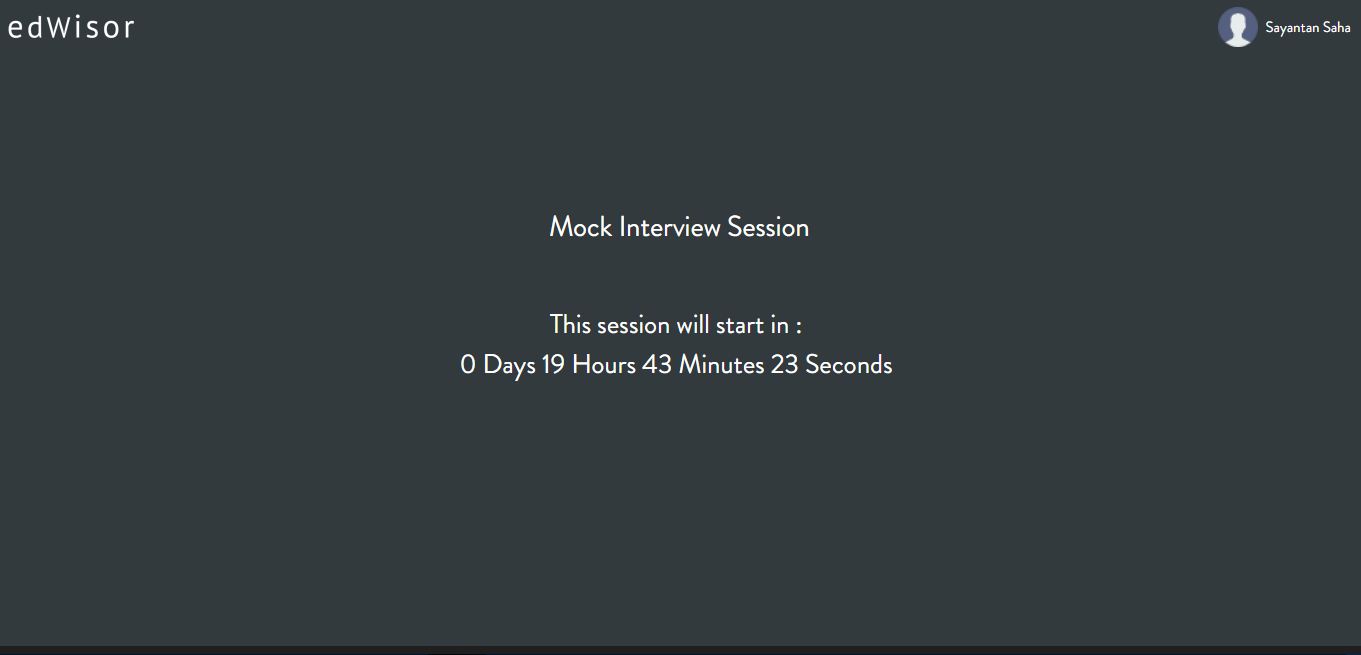 edWisor
Sayantan Saha
Mock Interview Session
This session will start in :
0 Days 19 Hours 43 Minutes 23 Seconds